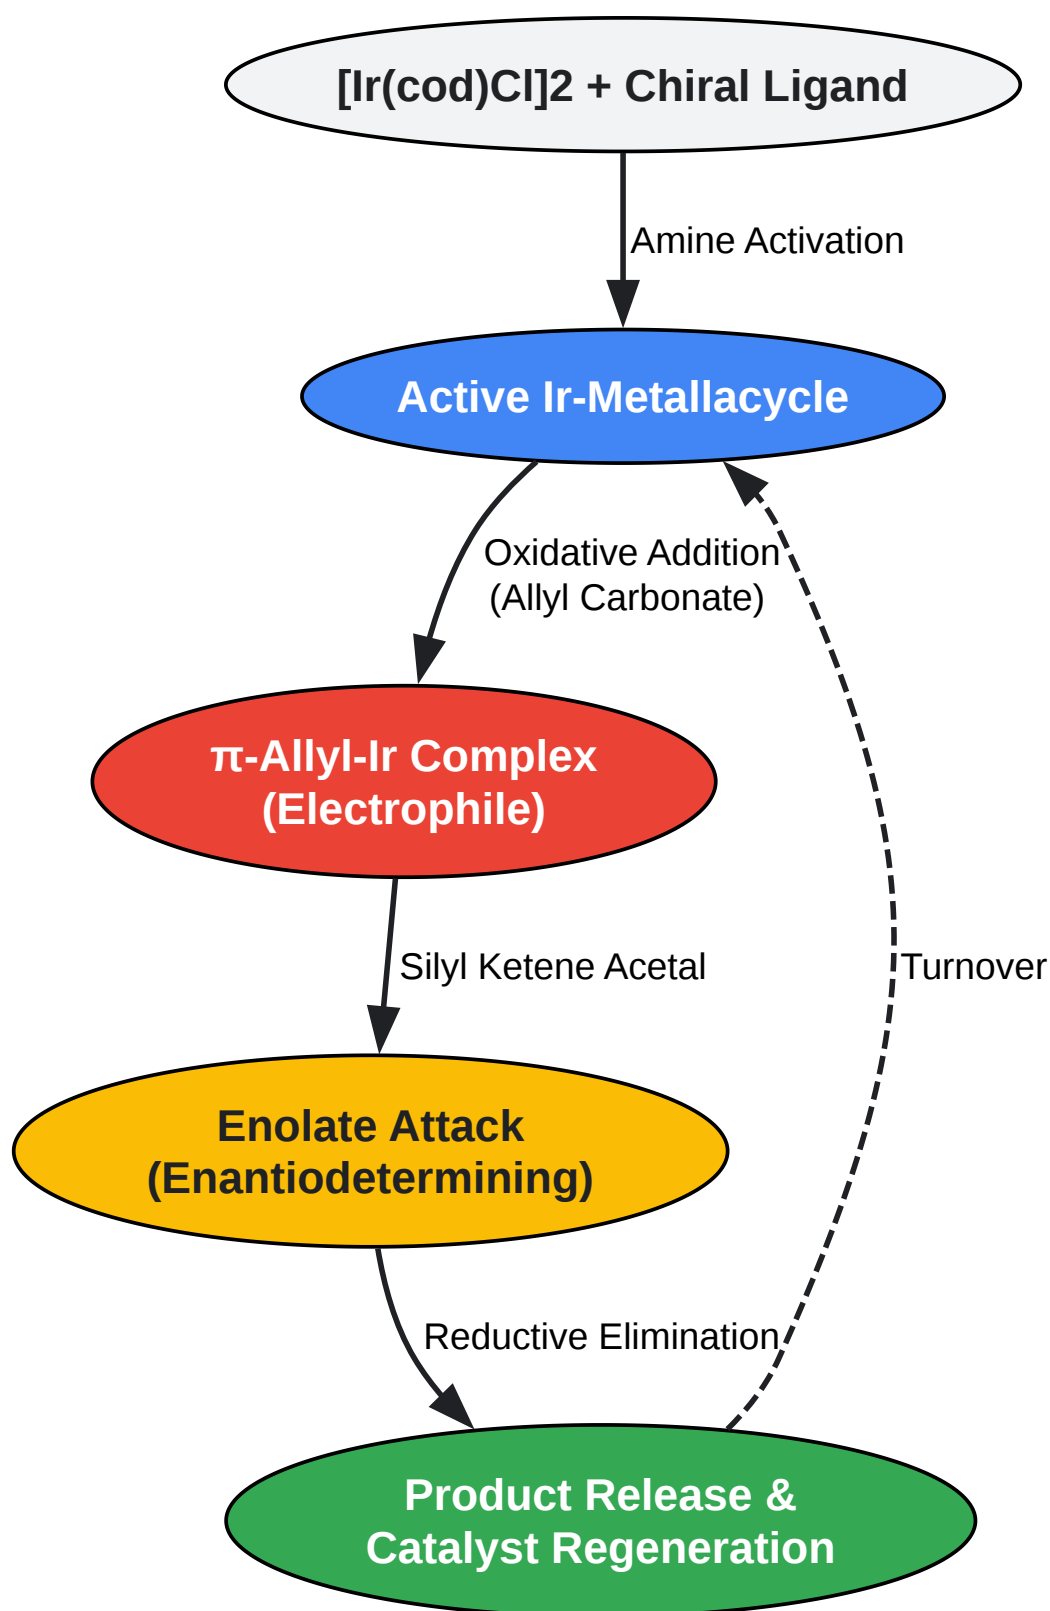 [Ir(cod)Cl]2 + Chiral Ligand
Amine Activation
Active Ir-Metallacycle
Oxidative Addition
(Allyl Carbonate)
π-Allyl-Ir Complex
(Electrophile)
Silyl Ketene Acetal
Turnover
Enolate Attack
(Enantiodetermining)
Reductive Elimination
Product Release &
Catalyst Regeneration